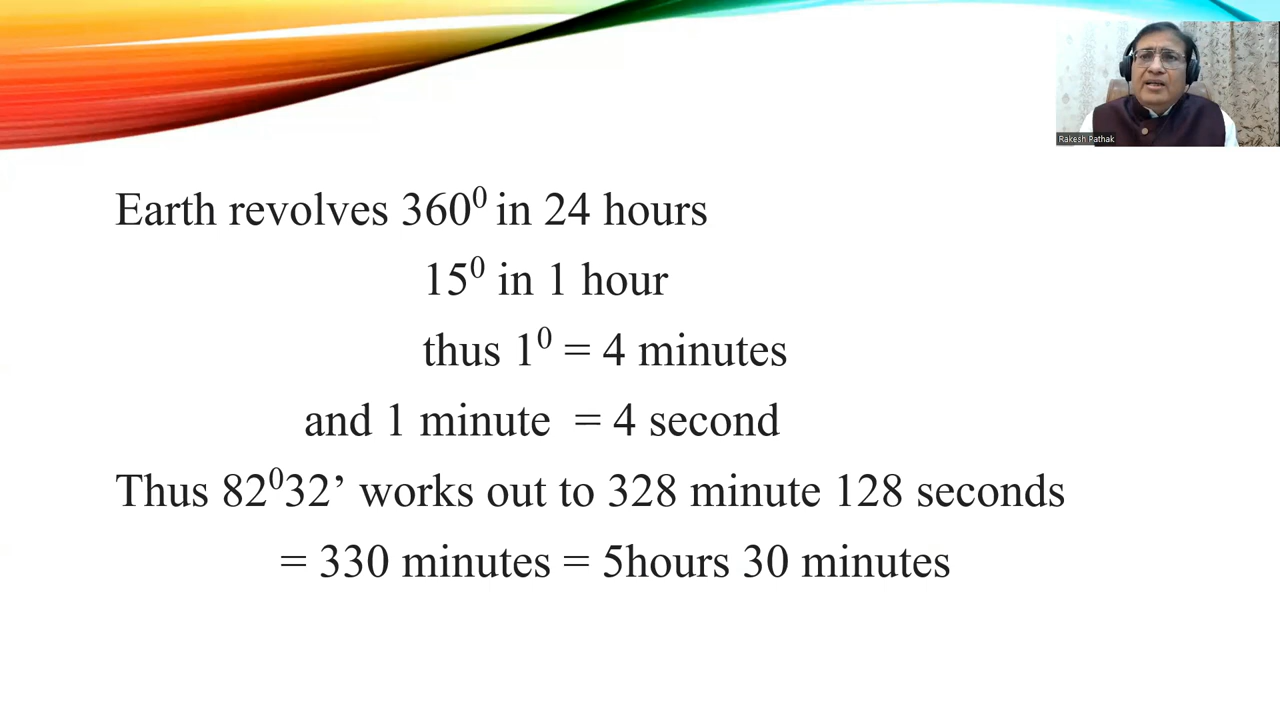 Rakesh Pathak
Earth revolves 360⁰ in 24 hours
15⁰ in 1 hour
thus 1⁰ = 4 minutes
and 1 minute = 4 second
Thus 82⁰32’ works out to 328 minute 128 seconds
= 330 minutes = 5hours 30 minutes